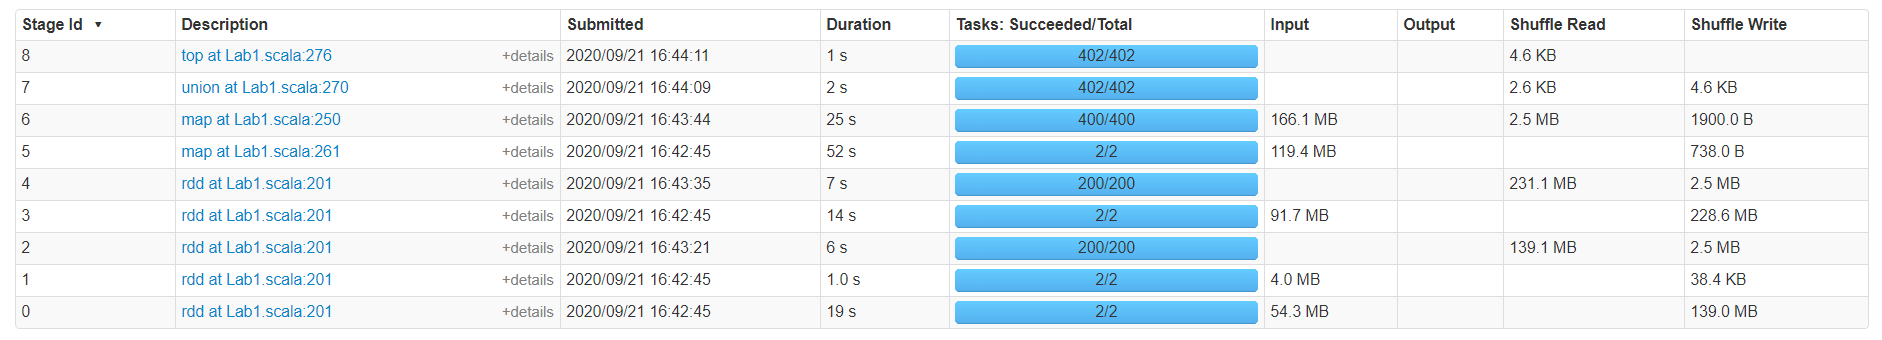 Stage Id ▾ Description Submitted Duration Tasks: Succeeded/Total Input Output Shuffle Read Shuffle Write
8 top at Lab1.scala:276 +details 2020/09/21 16:44:11 1 s 402/402 4.6 KB
7 union at Lab1.scala:270 +details 2020/09/21 16:44:09 2 s 402/402 2.6 KB 4.6 KB
6 map at Lab1.scala:250 +details 2020/09/21 16:43:44 25 s 400/400 166.1 MB 2.5 MB 1900.0 B
5 map at Lab1.scala:261 +details 2020/09/21 16:42:45 52 s 2/2 119.4 MB 738.0 B
4 rdd at Lab1.scala:201 +details 2020/09/21 16:43:35 7 s 200/200 231.1 MB 2.5 MB
3 rdd at Lab1.scala:201 +details 2020/09/21 16:42:45 14 s 2/2 91.7 MB 228.6 MB
2 rdd at Lab1.scala:201 +details 2020/09/21 16:43:21 6 s 200/200 139.1 MB 2.5 MB
1 rdd at Lab1.scala:201 +details 2020/09/21 16:42:45 1.0 s 2/2 4.0 MB 38.4 KB
0 rdd at Lab1.scala:201 +details 2020/09/21 16:42:45 19 s 2/2 54.3 MB 139.0 MB